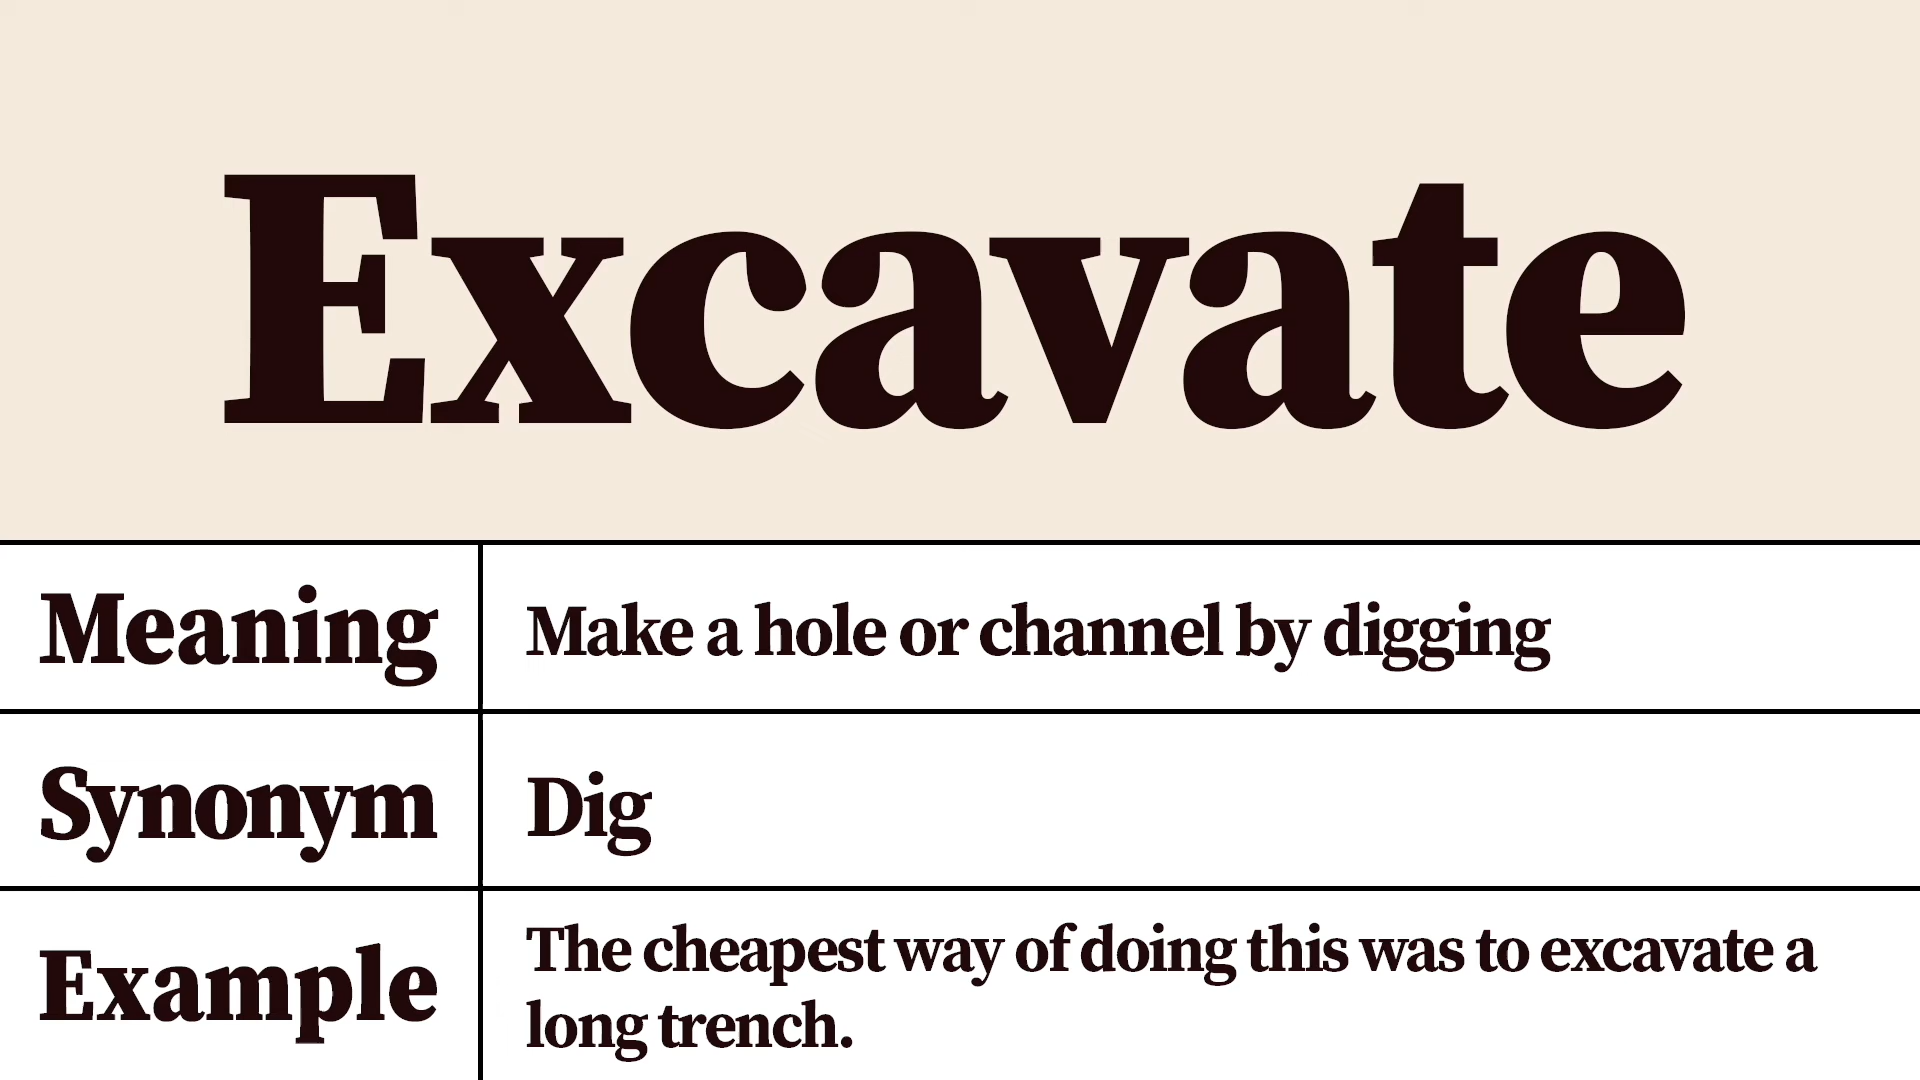 Excavate
Meaning
Make a hole or channel by digging
Synonym
Dig
Example
The cheapest way of doing this was to excavate a
long trench.